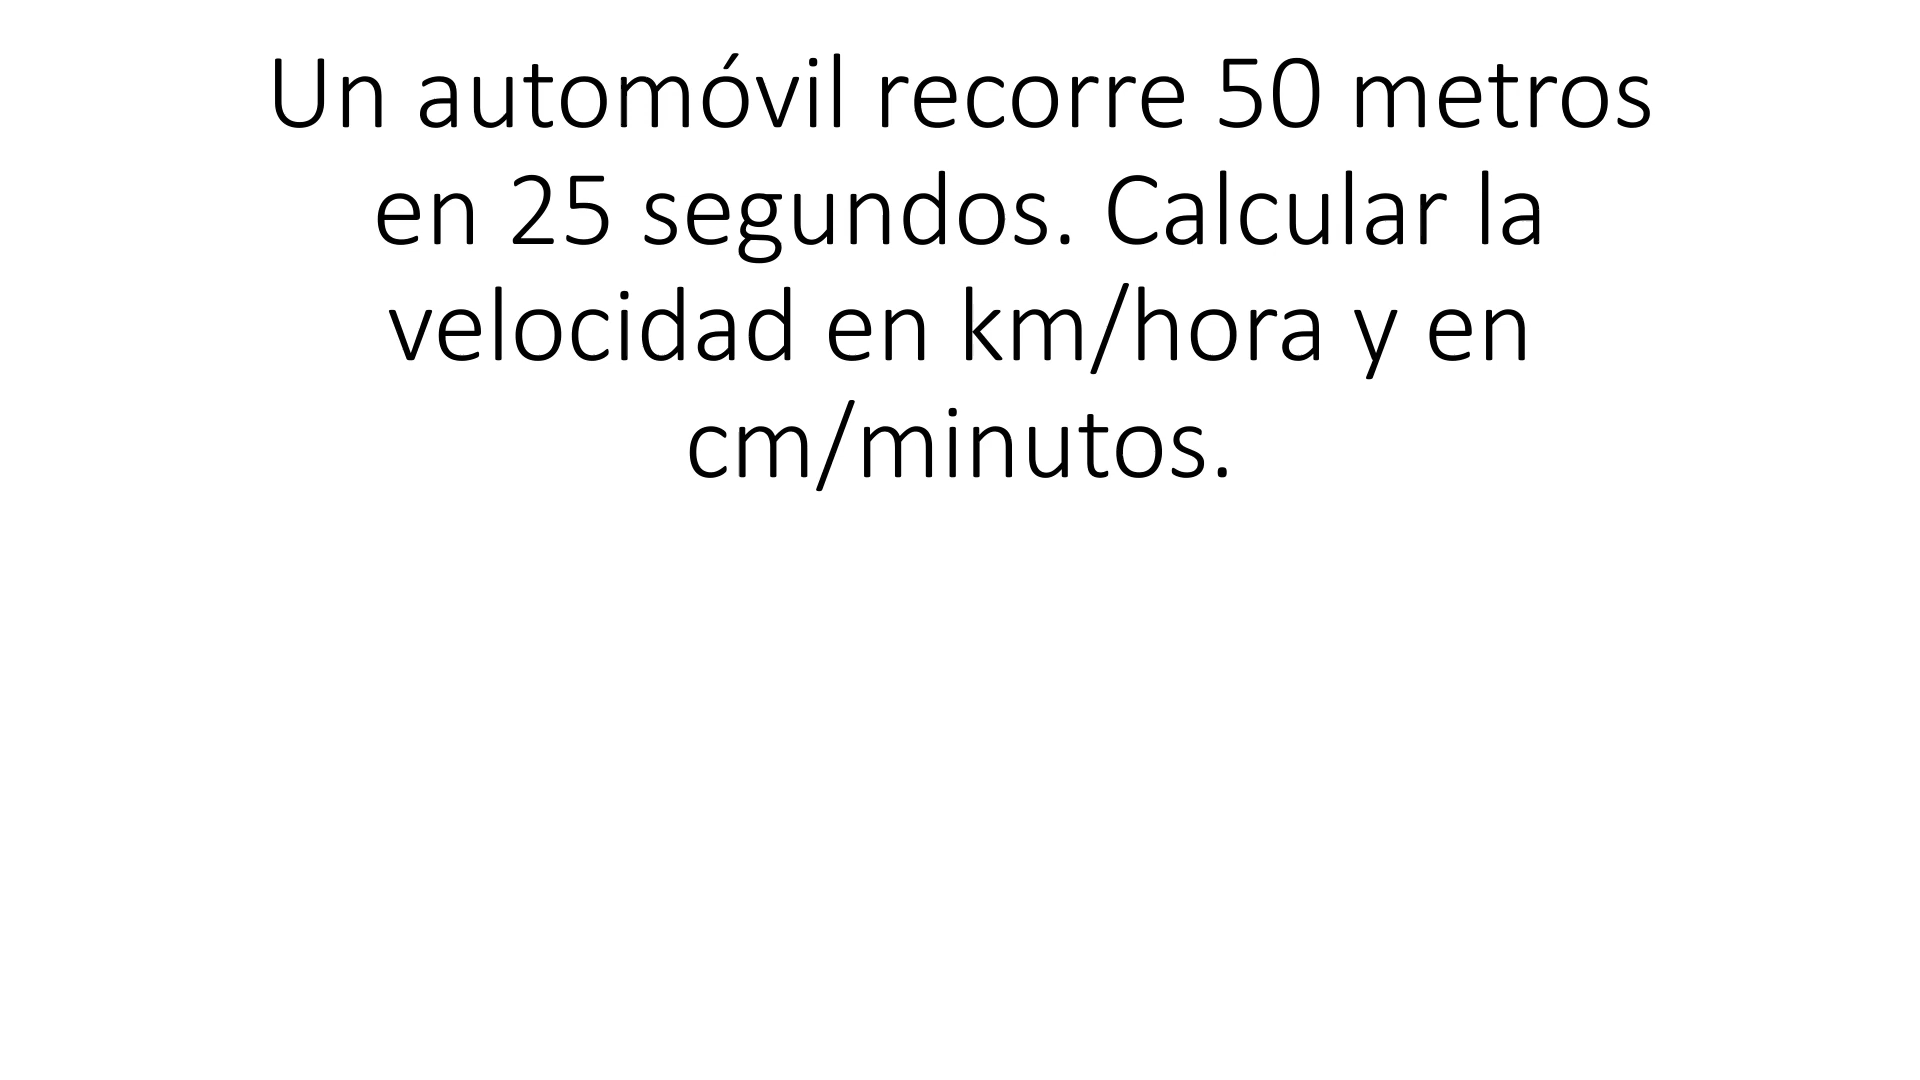 Un automóvil recorre 50 metros
en 25 segundos. Calcular la
velocidad en km/hora y en
cm/minutos.